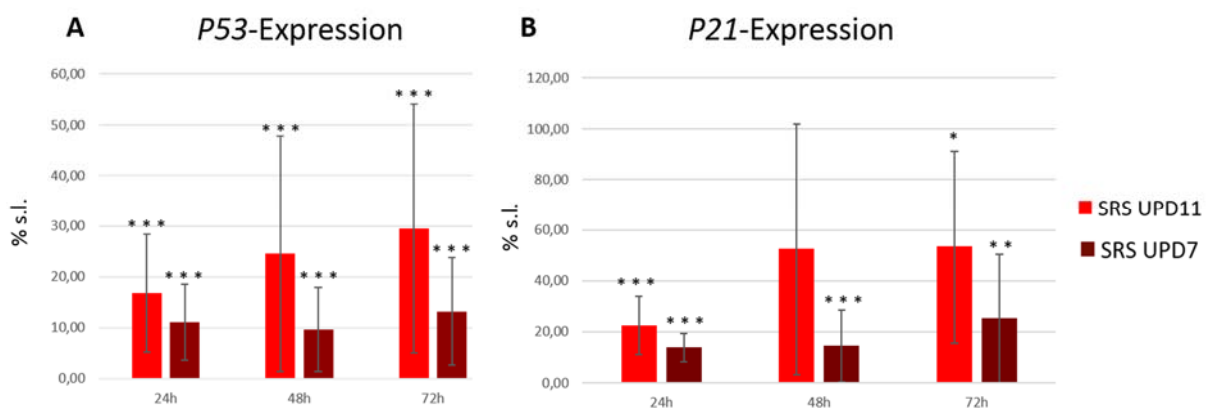 A P53-Expression
60,00
50,00
40,00
30,00
20,00
10,00
0,00
% s.l.
* * *
* * *
* * *
* * *
* * *
* * *
24h 48h 72h
B P21-Expression
120,00
100,00
80,00
60,00
40,00
20,00
0,00
% s.l.
* * *
* * *
* * *
*
* *
24h 48h 72h
SRS UPD11
SRS UPD7